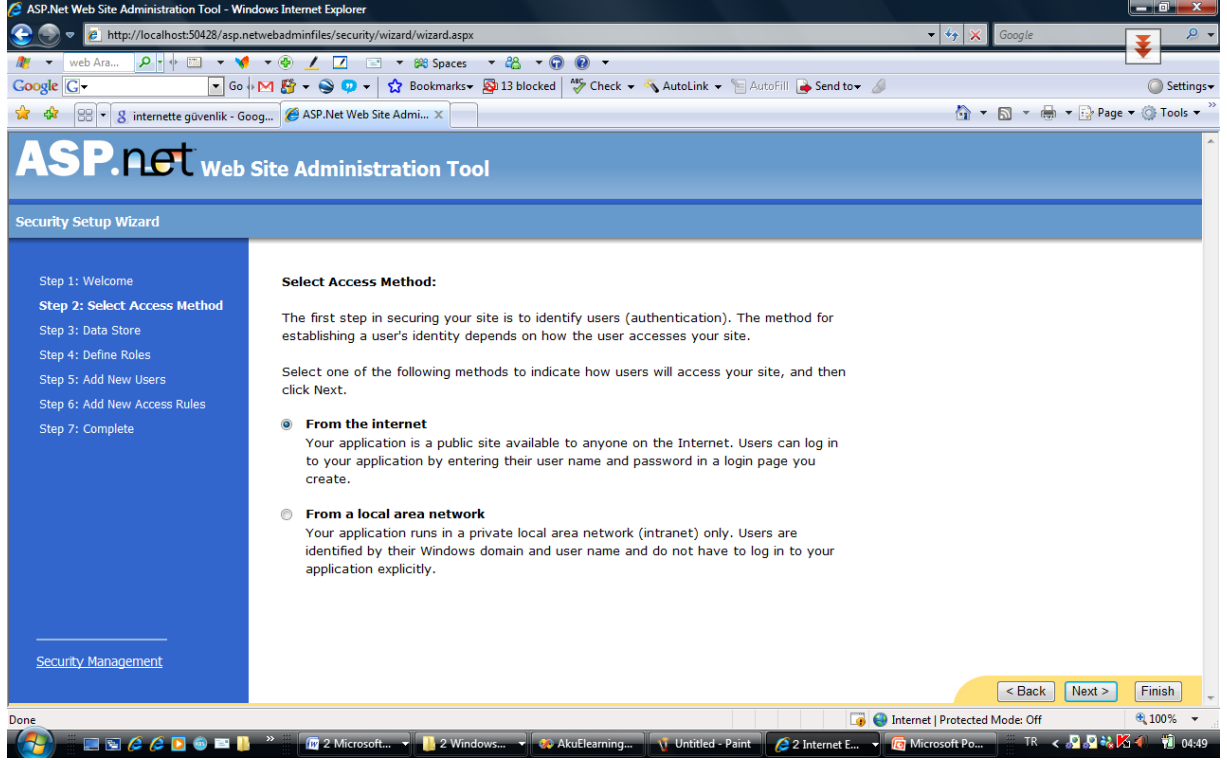 ASP.Net Web Site Administration Tool - Windows Internet Explorer
http://localhost:50428/asp.netwebadminfiles/security/wizard/wizard.aspx
Google
web Ara...
Spaces
Google
G
Go
Bookmarks
13 blocked
Check
AutoLink
AutoFill
Send to
Settings
internette güvenlik - Goog...
ASP.Net Web Site Admi...
Page
Tools
ASP.net Web Site Administration Tool
Security Setup Wizard
Step 1: Welcome
Step 2: Select Access Method
Step 3: Data Store
Step 4: Define Roles
Step 5: Add New Users
Step 6: Add New Access Rules
Step 7: Complete
Security Management
Select Access Method:
The first step in securing your site is to identify users (authentication). The method for
establishing a user's identity depends on how the user accesses your site.
Select one of the following methods to indicate how users will access your site, and then
click Next.
From the internet
Your application is a public site available to anyone on the Internet. Users can log in
to your application by entering their user name and password in a login page you
create.
From a local area network
Your application runs in a private local area network (intranet) only. Users are
identified by their Windows domain and user name and do not have to log in to your
application explicitly.
< Back
Next >
Finish
Done
Internet | Protected Mode: Off
100%
2 Microsoft...
2 Windows...
AkuElearning...
Untitled - Paint
2 Internet E...
Microsoft Po...
TR
04:49